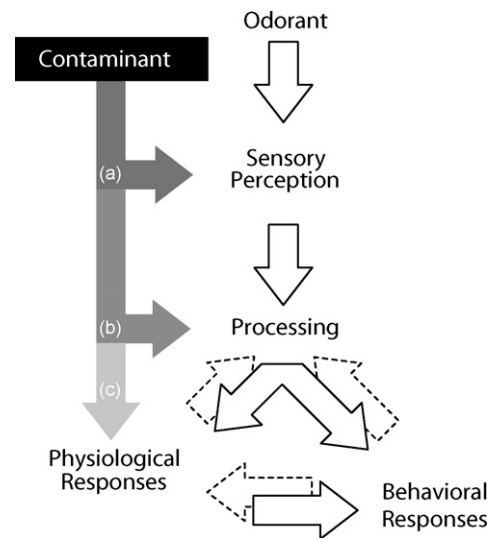 Odorant
Contaminant
(a)
Sensory
Perception
(b)
Processing
(c)
Physiological
Responses
Behavioral
Responses